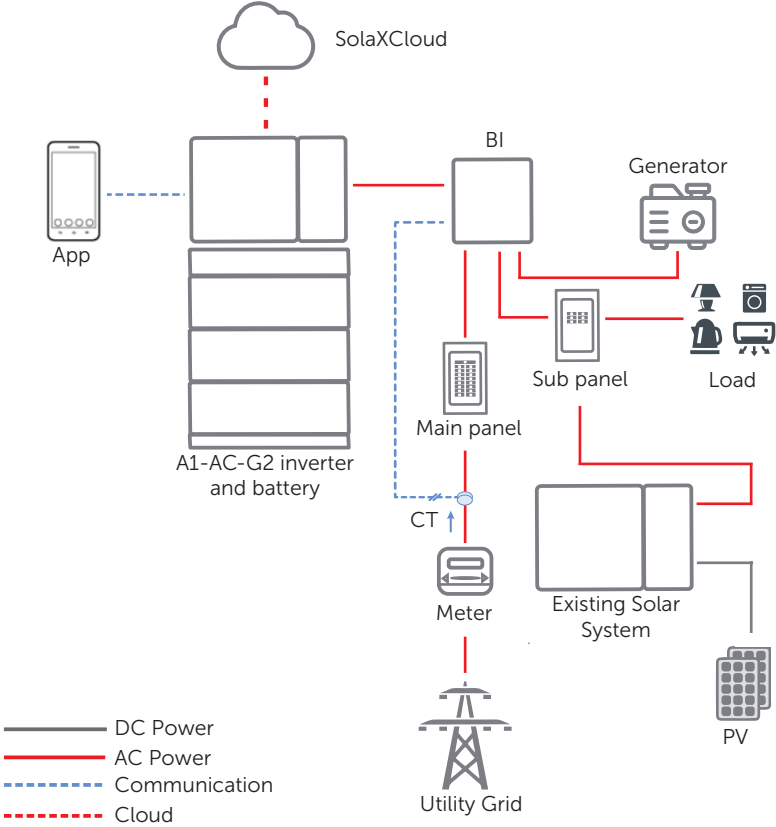 SolaXCloud
BI
Generator
App
Sub panel
Load
Main panel
A1-AC-G2 inverter
and battery
CT
Meter
Existing Solar
System
DC Power
PV
AC Power
Communication
Utility Grid
Cloud